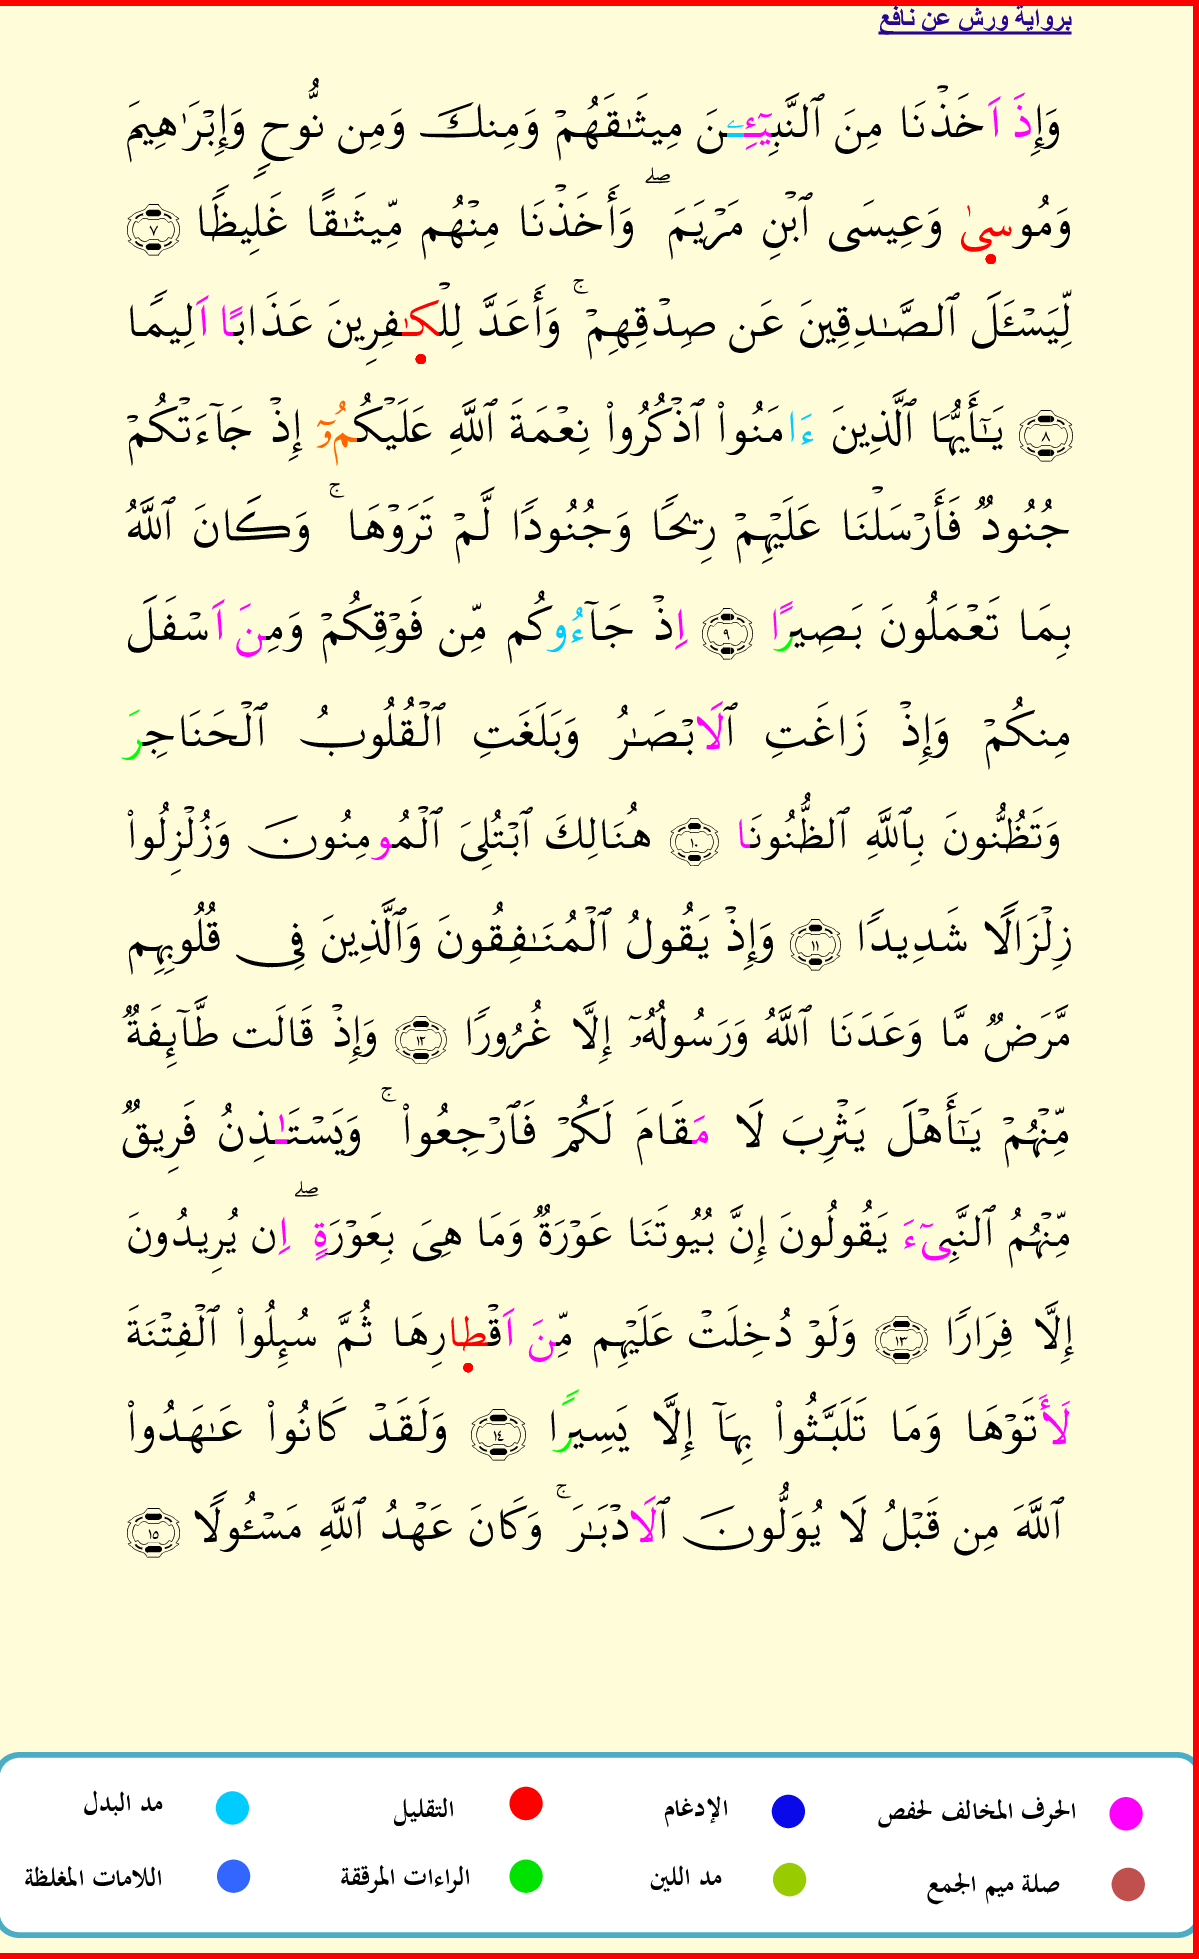 برواية ورش عن نافع
وَإِذَ اَخَذْنَا مِنَ ٱلنَّبِيٓـِٕۧنَ مِيثَٰقَهُمْ وَمِنكَ وَمِن نُّوحٍ وَإِبْرَٰهِيمَ
وَمُوسىٰ وَعِيسَى ٱبْنِ مَرْيَمَ ۖ وَأَخَذْنَا مِنْهُم مِّيثَٰقًا غَلِيظًا ٧
لِّيَسْـَٔلَ ٱلصَّٰدِقِينَ عَن صِدْقِهِمْ ۚ وَأَعَدَّ لِلْكٰفِرِينَ عَذَابًا اَلِيمًا
٨ يَٰٓأَيُّهَا ٱلَّذِينَ ءَامَنُوا۟ ٱذْكُرُوا۟ نِعْمَةَ ٱللَّهِ عَلَيْكُمُۥٓ إِذْ جَآءَتْكُمْ
جُنُودٌ فَأَرْسَلْنَا عَلَيْهِمْ رِيحًا وَجُنُودًا لَّمْ تَرَوْهَا ۚ وَكَانَ ٱللَّهُ
بِمَا تَعْمَلُونَ بَصِيرًا ٩ اِذْ جَآءُوكُم مِّن فَوْقِكُمْ وَمِنَ اَسْفَلَ
مِنكُمْ وَإِذْ زَاغَتِ ٱلَابْصَٰرُ وَبَلَغَتِ ٱلْقُلُوبُ ٱلْحَنَاجِرَ
وَتَظُنُّونَ بِٱللَّهِ ٱلظُّنُونَا ١٠ هُنَالِكَ ٱبْتُلِىَ ٱلْمُومِنُونَ وَزُلْزِلُوا۟
زِلْزَالًا شَدِيدًا ١١ وَإِذْ يَقُولُ ٱلْمُنَٰفِقُونَ وَٱلَّذِينَ فِى قُلُوبِهِم
مَّرَضٌ مَّا وَعَدَنَا ٱللَّهُ وَرَسُولُهُۥٓ إِلَّا غُرُورًا ١٢ وَإِذْ قَالَت طَّآئِفَةٌ
مِّنْهُمْ يَٰٓأَهْلَ يَثْرِبَ لَا مَقَامَ لَكُمْ فَٱرْجِعُوا۟ ۚ وَيَسْتَٰذِنُ فَرِيقٌ
مِّنْهُمُ ٱلنَّبِىٓءَ يَقُولُونَ إِنَّ بُيُوتَنَا عَوْرَةٌ وَمَا هِىَ بِعَوْرَةٍ ۖ اِن يُرِيدُونَ
إِلَّا فِرَارًا ١٣ وَلَوْ دُخِلَتْ عَلَيْهِم مِّنَ اَقْطارِهَا ثُمَّ سُئِلُوا۟ ٱلْفِتْنَةَ
لَأَتَوْهَا وَمَا تَلَبَّثُوا۟ بِهَآ إِلَّا يَسِيرًا ١٤ وَلَقَدْ كَانُوا۟ عَٰهَدُوا۟
ٱللَّهَ مِن قَبْلُ لَا يُوَلُّونَ ٱلَادْبَٰرَ ۚ وَكَانَ عَهْدُ ٱللَّهِ مَسْـُٔولًا ١٥
الحرف المخالف لحفص الإدغام التقليل مد البدل
صلة ميم الجمع مد اللين الراءات المرققة اللامات المغلظة